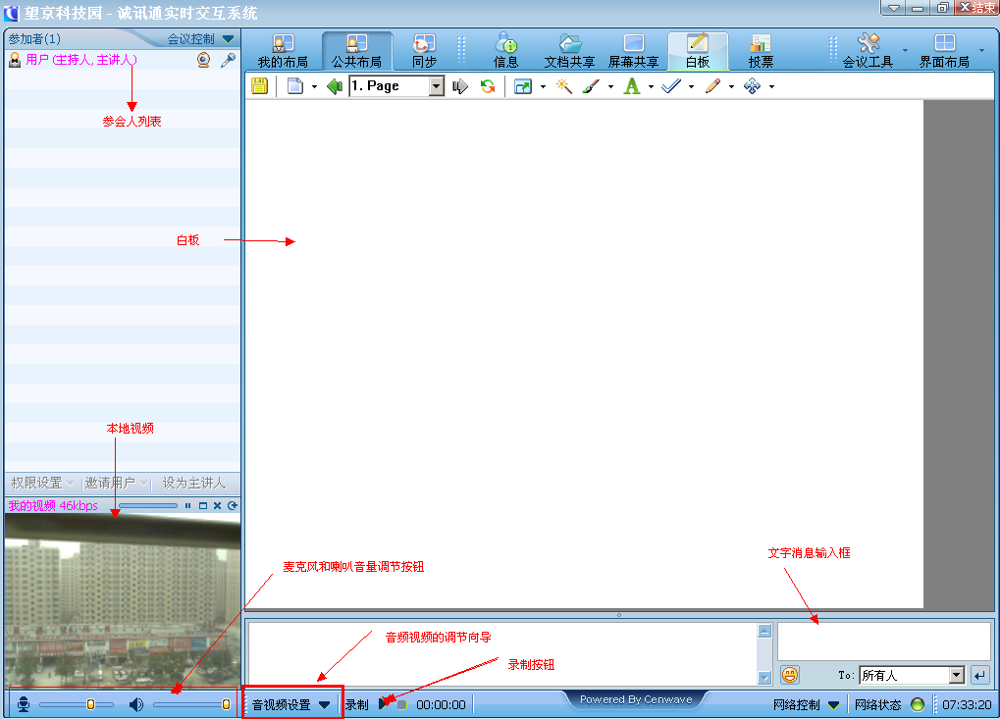 望京科技园 - 诚讯通实时交互系统
结束
参加者(1)
会议控制
用户 (主持人, 主讲人)
参会人列表
我的布局
公共布局
同步
信息
文档共享
屏幕共享
白板
投票
会议工具
界面布局
1. Page
白板
本地视频
权限设置
邀请用户
设为主讲人
我的视频 46kbps
麦克风和喇叭音量调节按钮
文字消息输入框
音频视频的调节向导
录制按钮
To:
所有人
音视频设置
录制
00:00:00
Powered By Cenwave
网络控制
网络状态
07:33:20